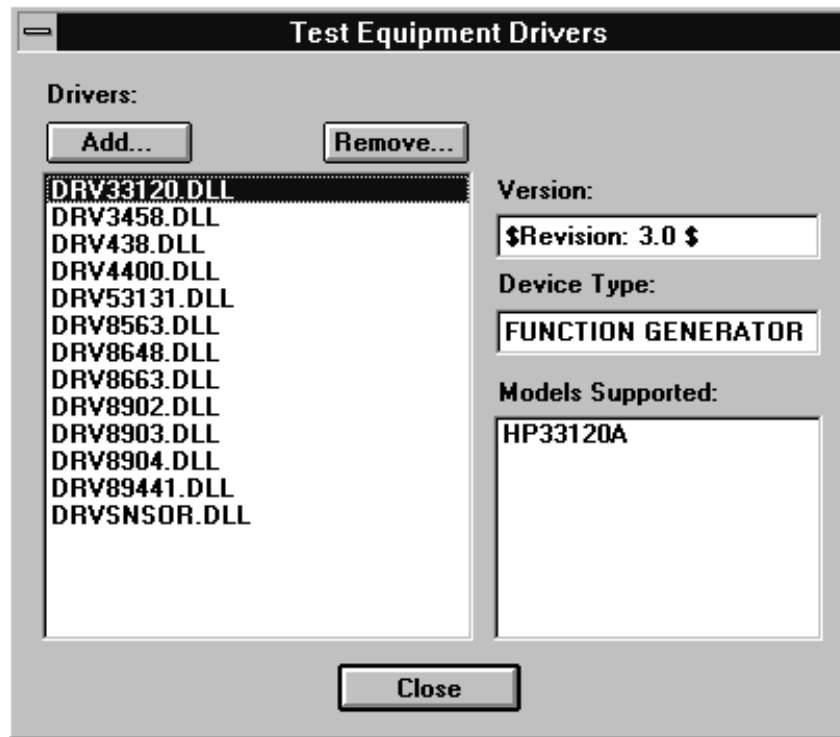 Test Equipment Drivers
Drivers:
Add... Remove...
DRV33120.DLL
DRV3458.DLL
DRV438.DLL
DRV4400.DLL
DRV53131.DLL
DRV8563.DLL
DRV8648.DLL
DRV8663.DLL
DRV8902.DLL
DRV8903.DLL
DRV8904.DLL
DRV89441.DLL
DRVSNSOR.DLL
Version:
$Revision: 3.0 $
Device Type:
FUNCTION GENERATOR
Models Supported:
HP33120A
Close